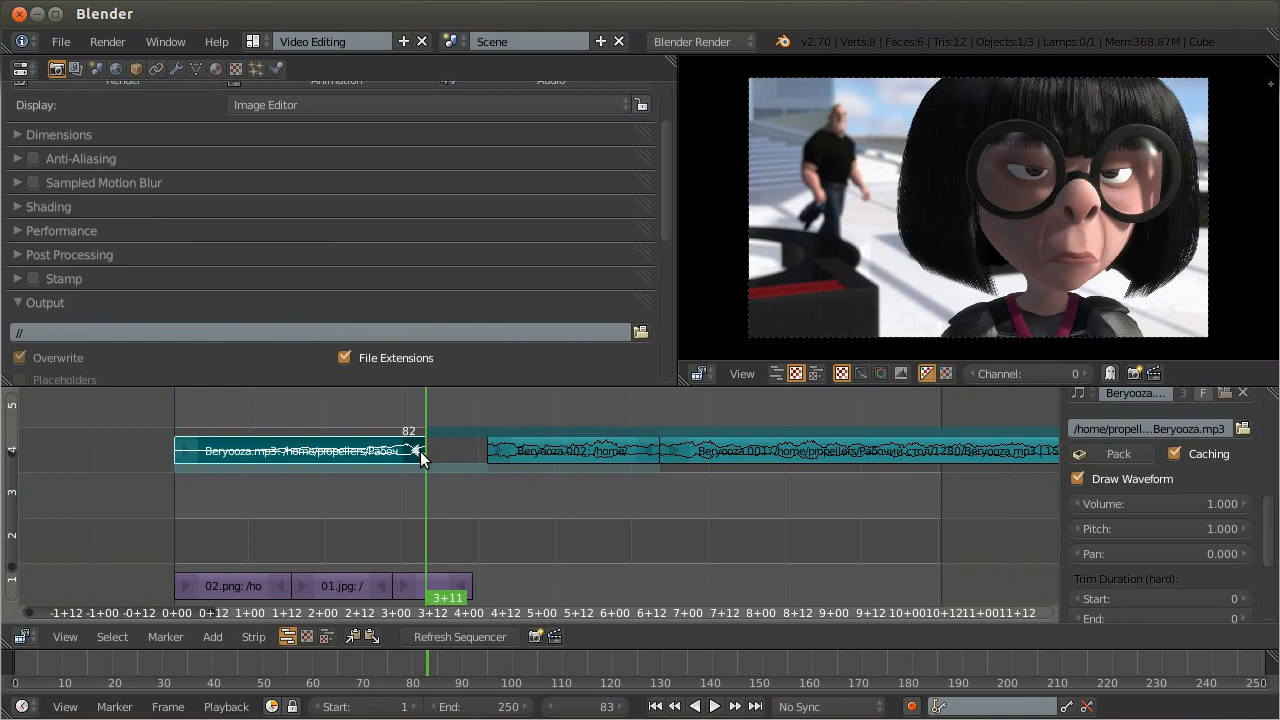 Blender
File Render Window Help Video Editing Scene Blender Render v2.70 | Verts:8 | Faces:6 | Tris:12 | Objects:1/3 | Lamps:0/1 | Mem:368.87M | Cube
Render Animation Audio
Display: Image Editor
Dimensions
Anti-Aliasing
Sampled Motion Blur
Shading
Performance
Post Processing
Stamp
Output
//
Overwrite File Extensions
Placeholders
View Channel: 0
5
4
3
2
1
82
Beryooza.mp3: /home/propellers/Рабоч
Beryooza.002: /home/
Beryooza.001: /home/propellers/Рабочий стол/1280/Beryooza.mp3 | 15
02.png: /ho 01.jpg: /
3+11
-1+12 -1+00 -0+12 0+00 0+12 1+00 1+12 2+00 2+12 3+00 3+12 4+00 4+12 5+00 5+12 6+00 6+12 7+00 7+12 8+00 8+12 9+00 9+12 10+00 10+12 11+00 11+12
Beryooza.... 3 F
/home/propell...Beryooza.mp3
Pack Caching
Draw Waveform
Volume: 1.000
Pitch: 1.000
Pan: 0.000
Trim Duration (hard):
Start: 0
End: 0
View Select Marker Add Strip Refresh Sequencer
0 10 20 30 40 50 60 70 80 90 100 110 120 130 140 150 160 170 180 190 200 210 220 230 240 250
View Marker Frame Playback Start: 1 End: 250 83 No Sync